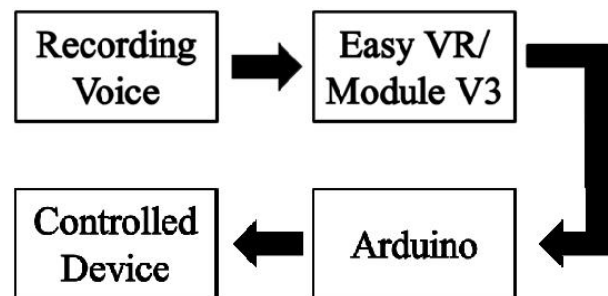 Recording
Voice
Easy VR/
Module V3
Arduino
Controlled
Device